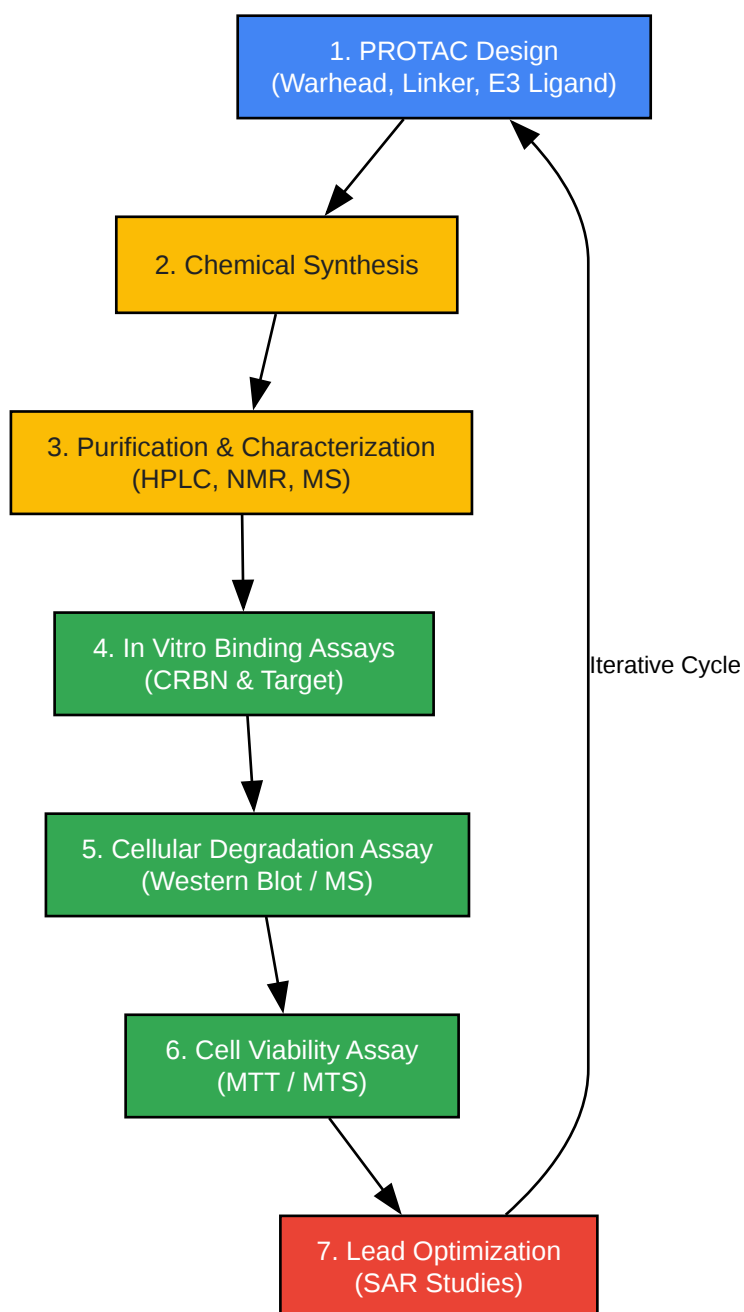 1. PROTAC Design
(Warhead, Linker, E3 Ligand)
2. Chemical Synthesis
3. Purification & Characterization
(HPLC, NMR, MS)
4. In Vitro Binding Assays
(CRBN & Target)
Iterative Cycle
5. Cellular Degradation Assay
(Western Blot / MS)
6. Cell Viability Assay
(MTT / MTS)
7. Lead Optimization
(SAR Studies)